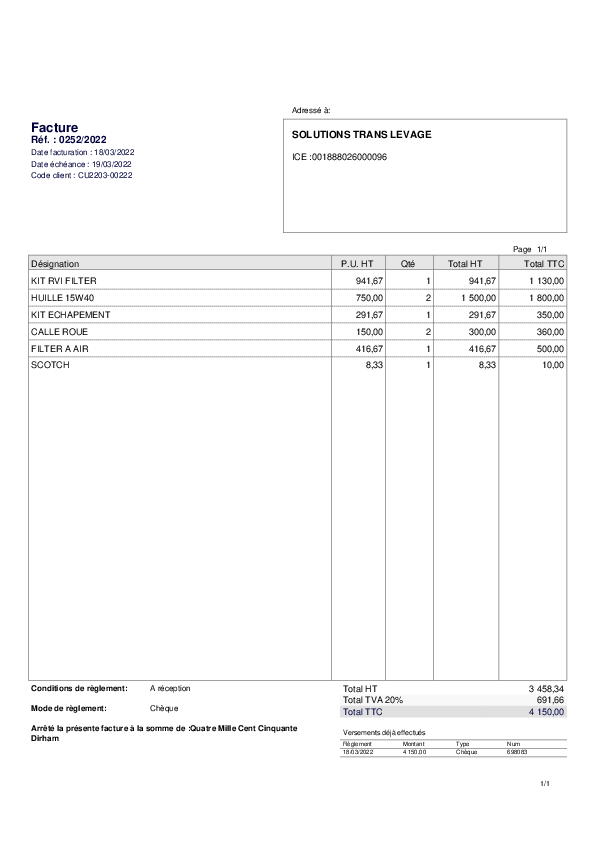 Adressé à:
Facture
Réf. : 0252/2022
Date facturation : 18/03/2022
Date échéance : 19/03/2022
Code client : CU2203-00222
SOLUTIONS TRANS LEVAGE
ICE :001888026000096
Page 1/1
Désignation P.U. HT Qté Total HT Total TTC
KIT RVI FILTER 941,67 1 941,67 1 130,00
HUILLE 15W40 750,00 2 1 500,00 1 800,00
KIT ECHAPEMENT 291,67 1 291,67 350,00
CALLE ROUE 150,00 2 300,00 360,00
FILTER A AIR 416,67 1 416,67 500,00
SCOTCH 8,33 1 8,33 10,00
Conditions de règlement: A réception
Mode de règlement: Chèque
Arrêté la présente facture à la somme de :Quatre Mille Cent Cinquante
Dirham
Total HT 3 458,34
Total TVA 20% 691,66
Total TTC 4 150,00
Versements déjà effectués
Règlement Montant Type Num
18/03/2022 4 150,00 Chèque 698083
1/1